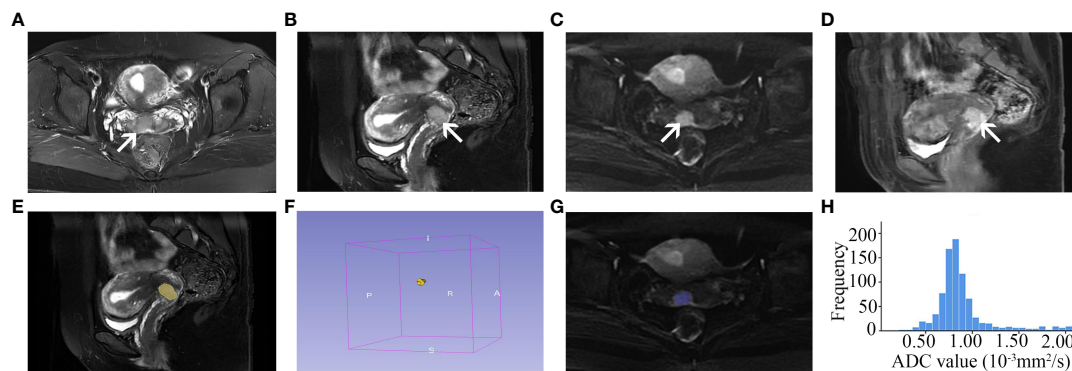 A
B
C
D
E
F
G
H
I
P
R
A
S
Frequency
200
150
100
50
0
0.50
1.00
1.50
2.00
ADC value (10⁻³mm²/s)